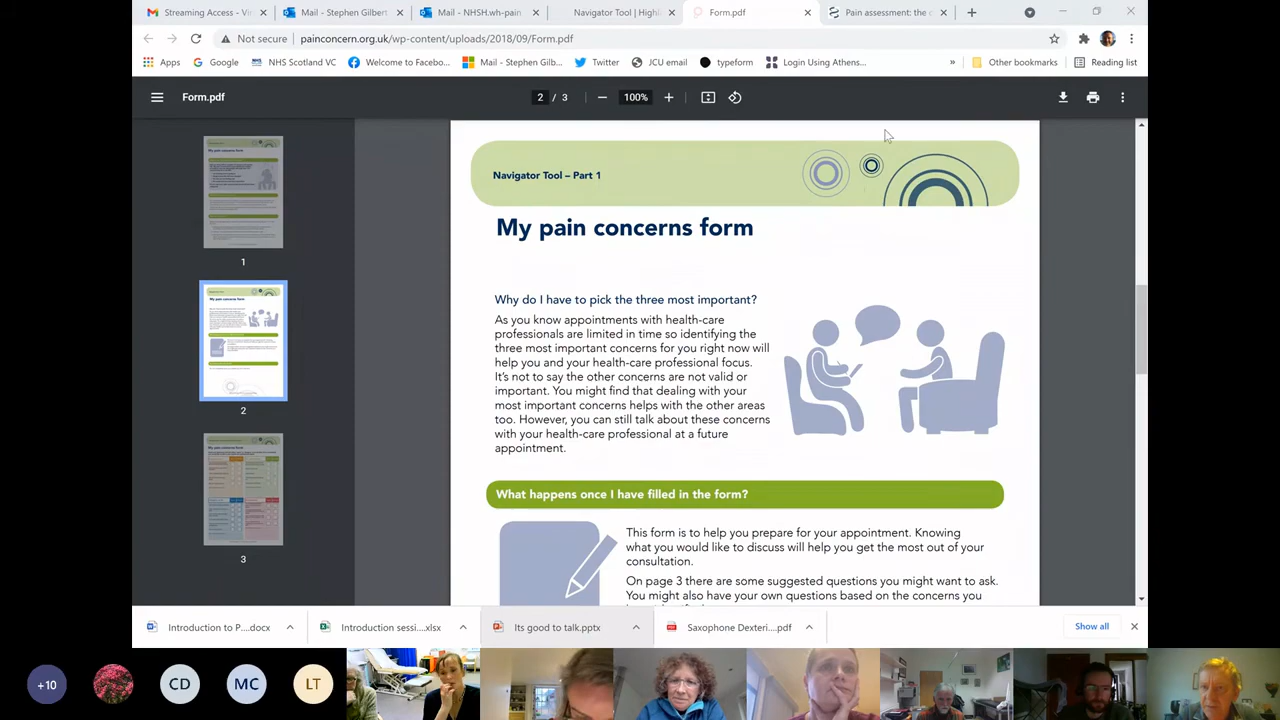 Streaming Access - Vi
Mail - Stephen Gilbert
Mail - NHSH.wh-pain
Navigator Tool | Highl
Form.pdf
Pain assessment: the c
Not secure
painconcern.org.uk/wp-content/uploads/2018/09/Form.pdf
Apps
Google
NHS Scotland VC
Welcome to Facebo...
Mail - Stephen Gilb...
Twitter
JCU email
typeform
Login Using Athens...
»
Other bookmarks
Reading list
Form.pdf
2 / 3
100%
1
2
3
Navigator Tool – Part 1
My pain concerns form
Why do I have to pick the three most important?
As you know appointments with health-care
professionals are limited in time so identifying the
three most important concerns for you right now will
help you and your health-care professional focus.
It's not to say the other concerns are not valid or
important. You might find that dealing with your
most important concerns helps with the other areas
too. However, you can still talk about these concerns
with your health-care professional at a future
appointment.
What happens once I have filled in the form?
This form is to help you prepare for your appointment. Knowing
what you would like to discuss will help you get the most out of your
consultation.
On page 3 there are some suggested questions you might want to ask.
You might also have your own questions based on the concerns you
Introduction to P....docx
Introduction sessi....xlsx
Its good to talk.pptx
Saxophone Dexteri....pdf
Show all
+10
CD
MC
LT